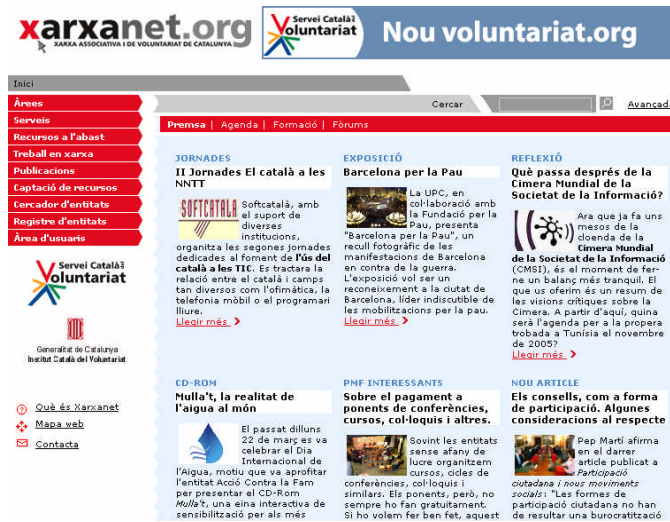 xarxanet.org
XARXA ASSOCIATIVA I DE VOLUNTARIAT DE CATALUNYA
Servei Català
Voluntariat
Nou voluntariat.org
Inici
Àrees
Serveis
Recursos a l'abast
Treball en xarxa
Publicacions
Captació de recursos
Cercador d'entitats
Registre d'entitats
Àrea d'usuaris
Servei Català
Voluntariat
Generalitat de Catalunya
Institut Català del Voluntariat
Què és Xarxanet
Mapa web
Contacta
Cercar
Avançad
Premsa | Agenda | Formació | Fòrums
JORNADES
II Jornades El català a les
NNTT
SOFTCATALÀ
Softcatalà, amb
el suport de
diverses
institucions,
organitza les segones jornades
dedicades al foment de l'ús del
català a les TIC. Es tractara la
relació entre el català i camps
tan diversos com l'ofimàtica, la
telefonia mòbil o el programari
lliure.
Llegir més
EXPOSICIÓ
Barcelona per la Pau
La UPC, en
col·laboració amb
la Fundació per la
Pau, presenta
"Barcelona per la Pau", un
recull fotogràfic de les
manifestacions de Barcelona
en contra de la guerra.
L'exposició vol ser un
reconeixement a la ciutat de
Barcelona, líder indiscutible de
les mobilitzacions per la pau.
Llegir més
REFLEXIÓ
Què passa després de la
Cimera Mundial de la
Societat de la Informació?
Ara que ja fa uns
mesos de la
cloenda de la
Cimera Mundial
de la Societat de la Informació
(CMSI), és el moment de fer-
ne un balanç més tranquil. El
que us oferim és un resum de
les visions crítiques sobre la
Cimera. A partir d'aquí, quina
serà l'agenda per a la propera
trobada a Tunísia el novembre
de 2005?
Llegir més
CD-ROM
Mulla't, la realitat de
l'aigua al món
El passat dilluns
22 de març es va
celebrar el Dia
Internacional de
l'Aigua, motiu que va aprofitar
l'entitat Acció Contra la Fam
per presentar el CD-Rom
Mulla't, una eina interactiva de
sensibilització per als més
PMF INTERESSANTS
Sobre el pagament a
ponents de conferències,
cursos, col·loquis i altres.
Sovint les entitats
sense afany de
lucre organitzem
cursos, cicles de
conferències, col·loquis i
similars. Els ponents, però, no
sempre ho fan gratuïtament.
Si ho volem fer ben fet, aquest
NOU ARTICLE
Els consells, com a forma
de participació. Algunes
consideracions al respecte
Pep Martí afirma
en el darrer
article publicat a
Participació
ciutadana i nous moviments
socials: "Les formes de
participació ciutadana no han
de resultar una burocratització